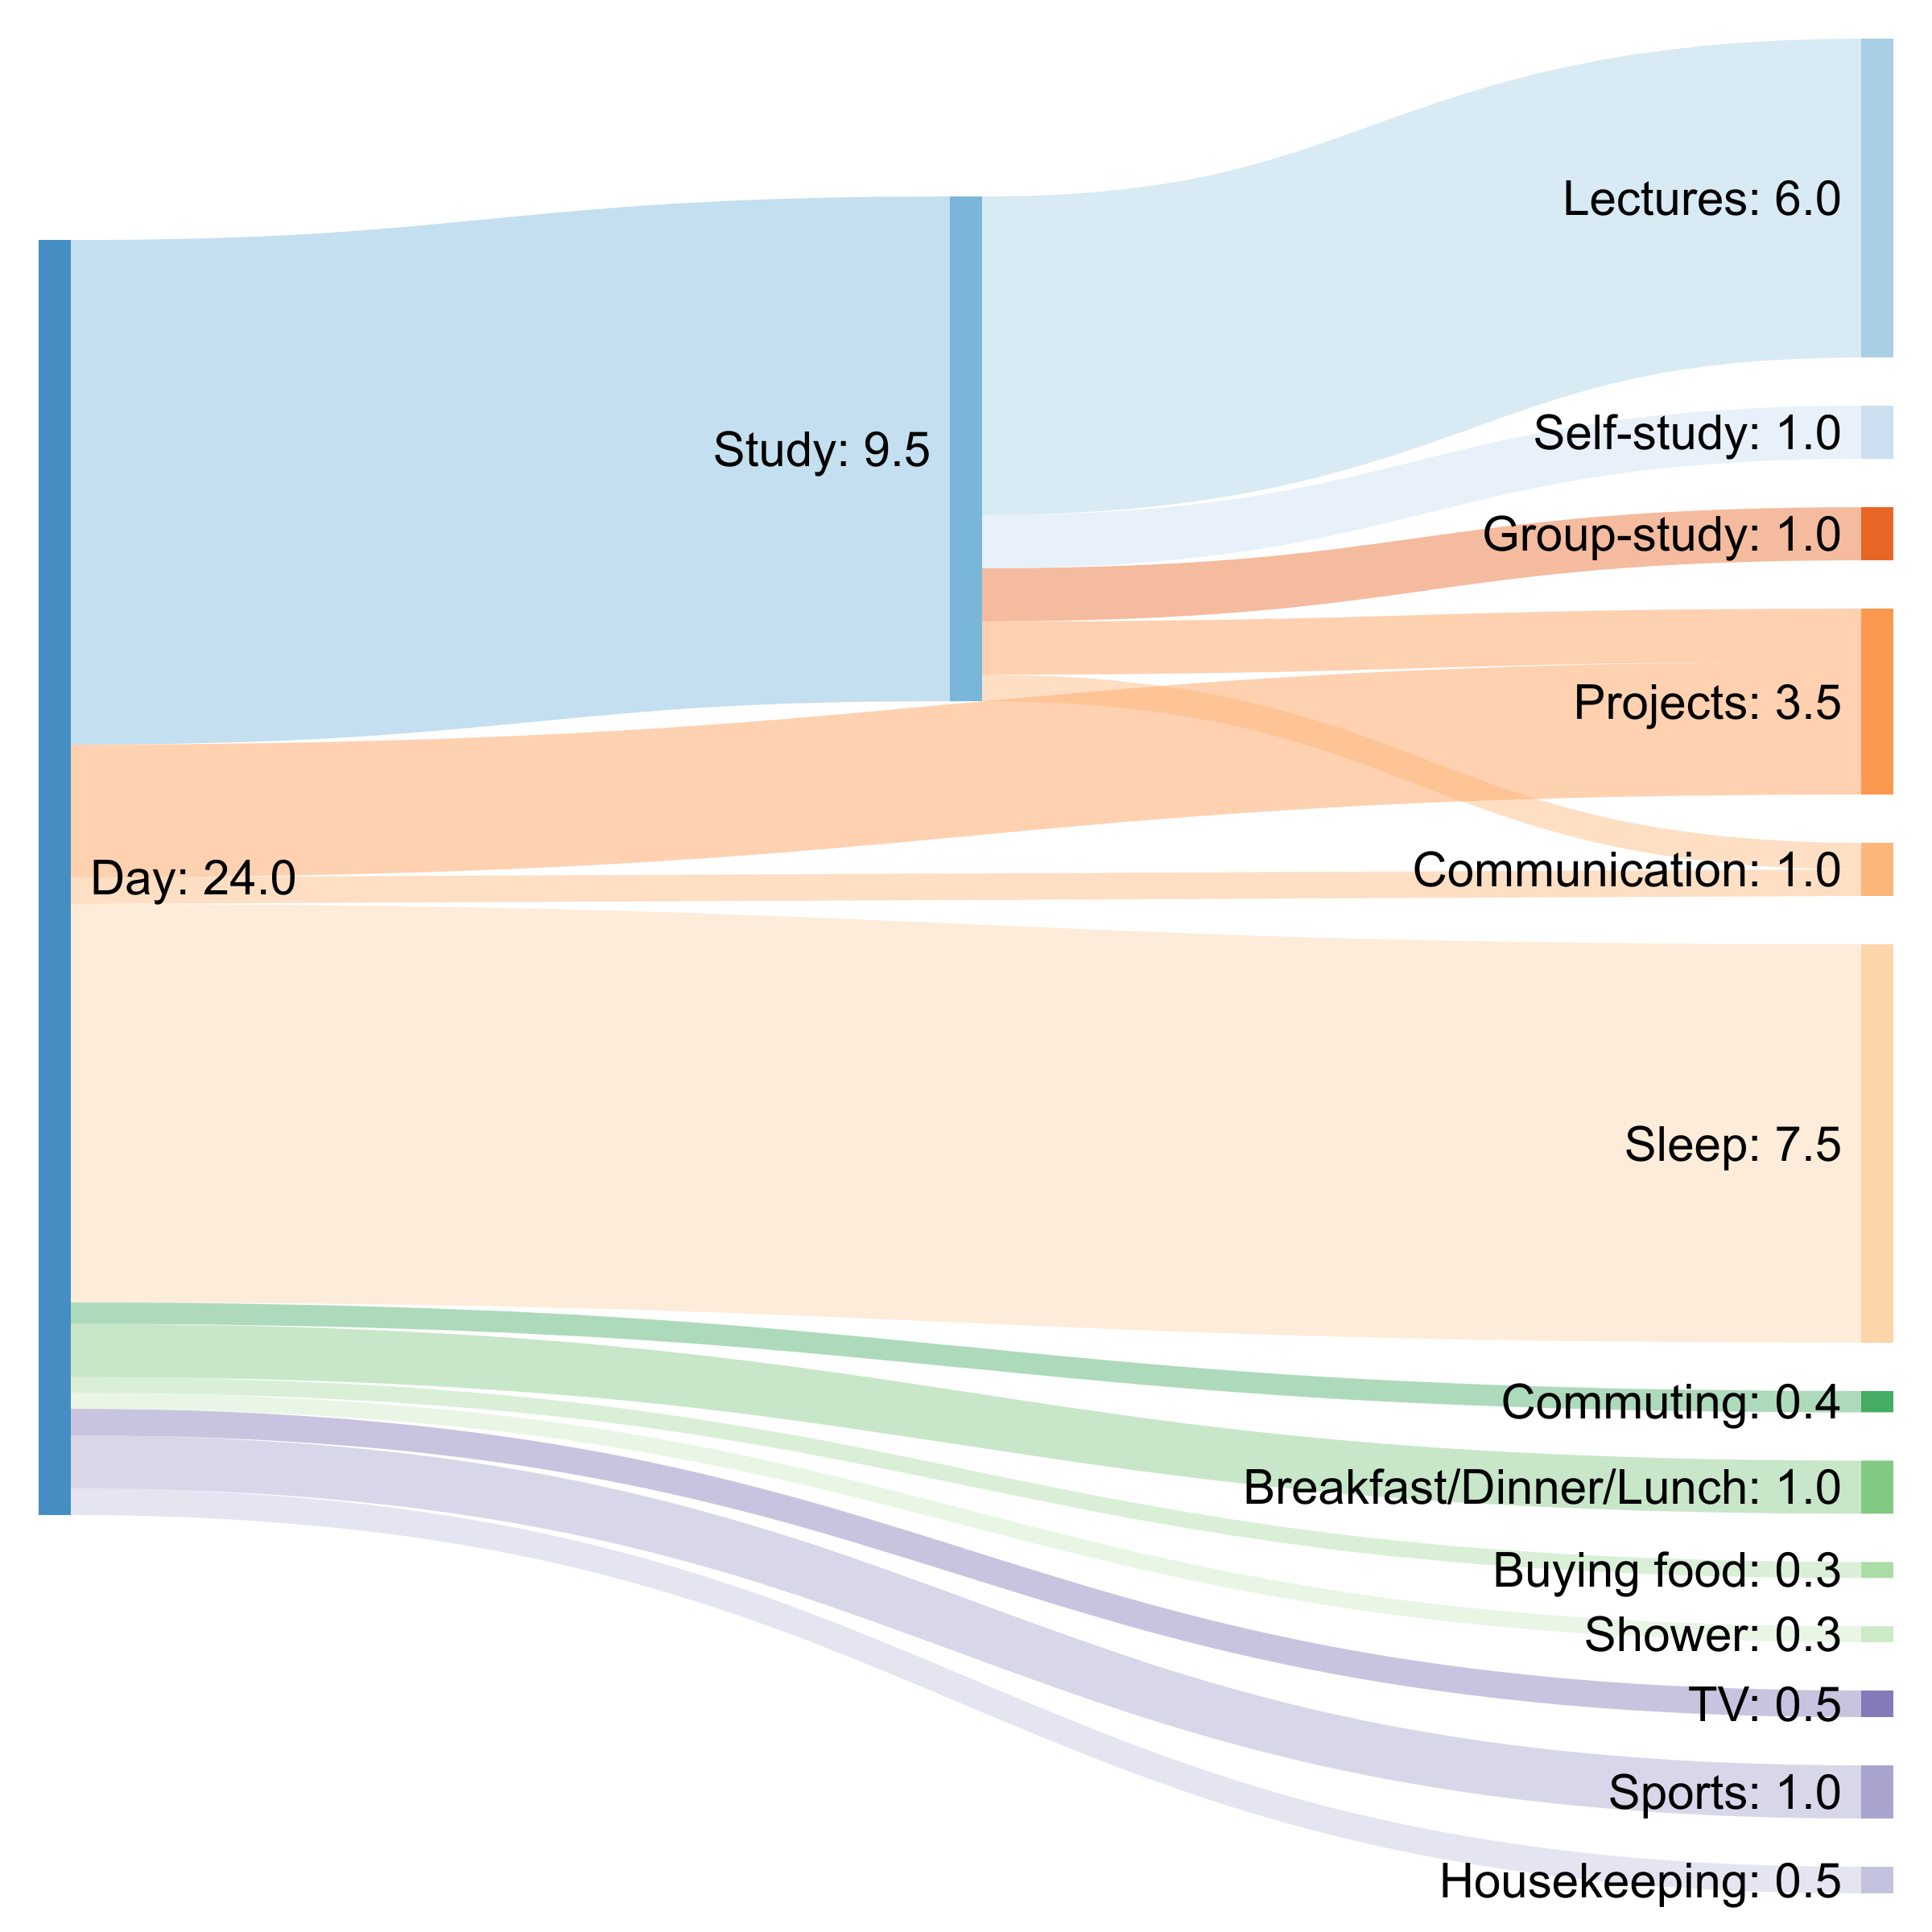 Lectures: 6.0
Self-study: 1.0
Study: 9.5
Group-study: 1.0
Projects: 3.5
Communication: 1.0
Day: 24.0
Sleep: 7.5
Commuting: 0.4
Breakfast/Dinner/Lunch: 1.0
Buying food: 0.3
Shower: 0.3
TV: 0.5
Sports: 1.0
Housekeeping: 0.5